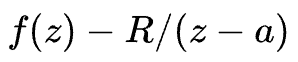 f(z) − R/(z − a)